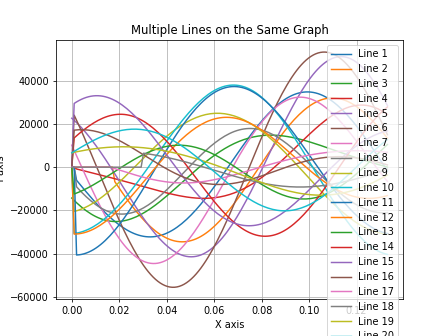 Multiple Lines on the Same Graph
40000
20000
0
−20000
−40000
−60000
0.00
0.02
0.04
0.06
0.08
0.10
X axis
Line 1
Line 2
Line 3
Line 4
Line 5
Line 6
Line 7
Line 8
Line 9
Line 10
Line 11
Line 12
Line 13
Line 14
Line 15
Line 16
Line 17
Line 18
Line 19
Line 20